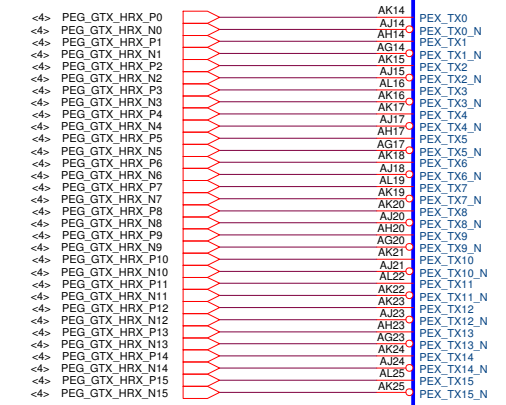 <4> PEG_GTX_HRX_P0 AK14 PEX_TX0
<4> PEG_GTX_HRX_N0 AJ14 PEX_TX0_N
<4> PEG_GTX_HRX_P1 AH14 PEX_TX1
<4> PEG_GTX_HRX_N1 AG14 PEX_TX1_N
<4> PEG_GTX_HRX_P2 AK15 PEX_TX2
<4> PEG_GTX_HRX_N2 AJ15 PEX_TX2_N
<4> PEG_GTX_HRX_P3 AL16 PEX_TX3
<4> PEG_GTX_HRX_N3 AK16 PEX_TX3_N
<4> PEG_GTX_HRX_P4 AK17 PEX_TX4
<4> PEG_GTX_HRX_N4 AJ17 PEX_TX4_N
<4> PEG_GTX_HRX_P5 AH17 PEX_TX5
<4> PEG_GTX_HRX_N5 AG17 PEX_TX5_N
<4> PEG_GTX_HRX_P6 AK18 PEX_TX6
<4> PEG_GTX_HRX_N6 AJ18 PEX_TX6_N
<4> PEG_GTX_HRX_P7 AL19 PEX_TX7
<4> PEG_GTX_HRX_N7 AK19 PEX_TX7_N
<4> PEG_GTX_HRX_P8 AK20 PEX_TX8
<4> PEG_GTX_HRX_N8 AJ20 PEX_TX8_N
<4> PEG_GTX_HRX_P9 AH20 PEX_TX9
<4> PEG_GTX_HRX_N9 AG20 PEX_TX9_N
<4> PEG_GTX_HRX_P10 AK21 PEX_TX10
<4> PEG_GTX_HRX_N10 AJ21 PEX_TX10_N
<4> PEG_GTX_HRX_P11 AL22 PEX_TX11
<4> PEG_GTX_HRX_N11 AK22 PEX_TX11_N
<4> PEG_GTX_HRX_P12 AK23 PEX_TX12
<4> PEG_GTX_HRX_N12 AJ23 PEX_TX12_N
<4> PEG_GTX_HRX_P13 AH23 PEX_TX13
<4> PEG_GTX_HRX_N13 AG23 PEX_TX13_N
<4> PEG_GTX_HRX_P14 AK24 PEX_TX14
<4> PEG_GTX_HRX_N14 AJ24 PEX_TX14_N
<4> PEG_GTX_HRX_P15 AL25 PEX_TX15
<4> PEG_GTX_HRX_N15 AK25 PEX_TX15_N